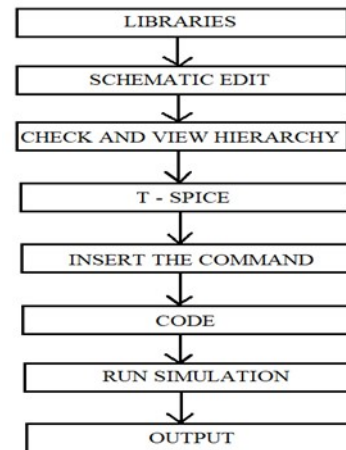 LIBRARIES
SCHEMATIC EDIT
CHECK AND VIEW HIERARCHY
T - SPICE
INSERT THE COMMAND
CODE
RUN SIMULATION
OUTPUT